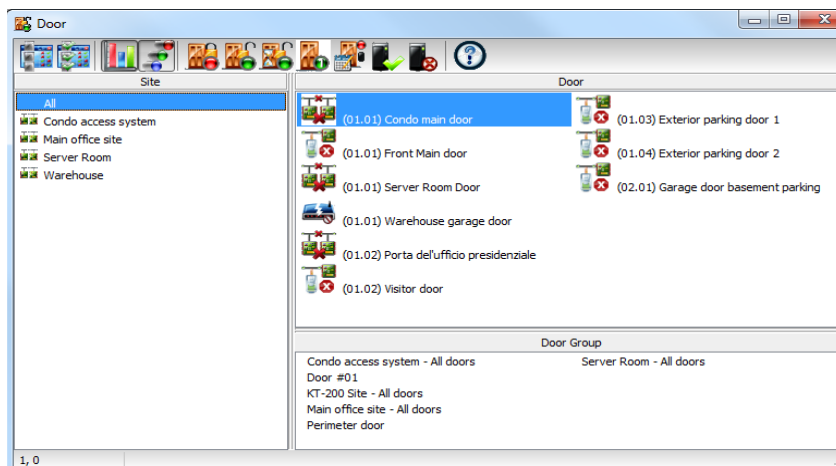 Door
Site
Door
All
Condo access system
Main office site
Server Room
Warehouse
(01.01) Condo main door
(01.01) Front Main door
(01.01) Server Room Door
(01.01) Warehouse garage door
(01.02) Porta del'ufficio presidenziale
(01.02) Visitor door
(01.03) Exterior parking door 1
(01.04) Exterior parking door 2
(02.01) Garage door basement parking
Door Group
Condo access system - All doors
Door #01
KT-200 Site - All doors
Main office site - All doors
Perimeter door
Server Room - All doors
1, 0